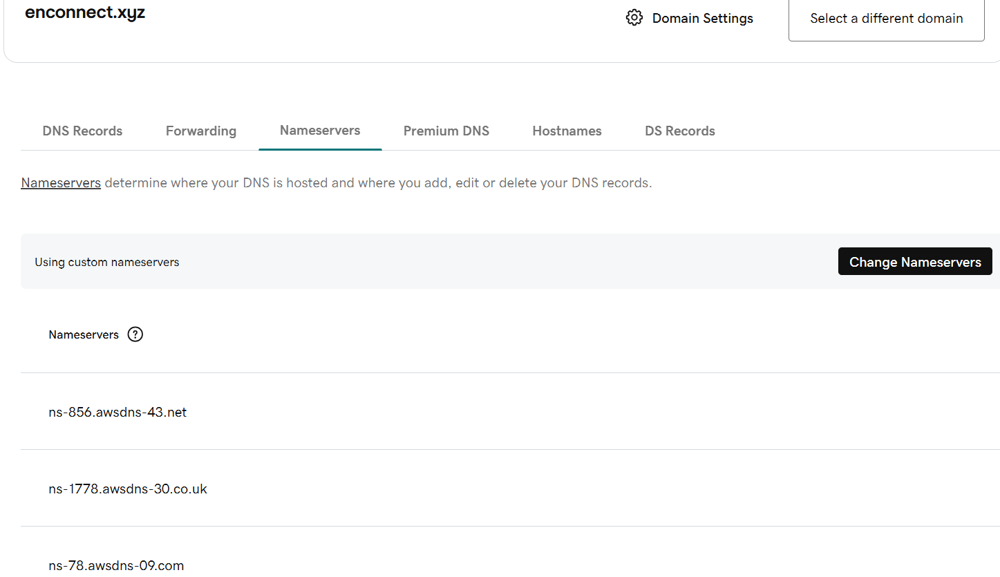 enconnect.xyz
Domain Settings
Select a different domain
DNS Records
Forwarding
Nameservers
Premium DNS
Hostnames
DS Records
Nameservers determine where your DNS is hosted and where you add, edit or delete your DNS records.
Using custom nameservers
Change Nameservers
Nameservers ?
ns-856.awsdns-43.net
ns-1778.awsdns-30.co.uk
ns-78.awsdns-09.com